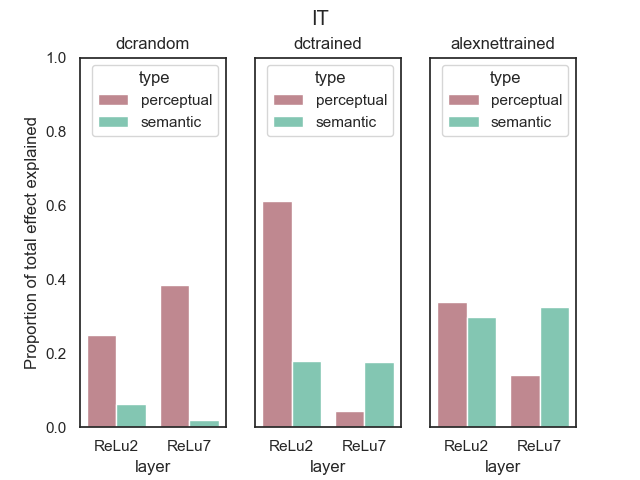 IT
dcrandom
dctrained
alexnettrained
Proportion of total effect explained
1.0
0.8
0.6
0.4
0.2
0.0
type
perceptual
semantic
type
perceptual
semantic
type
perceptual
semantic
ReLu2 ReLu7
layer
ReLu2 ReLu7
layer
ReLu2 ReLu7
layer